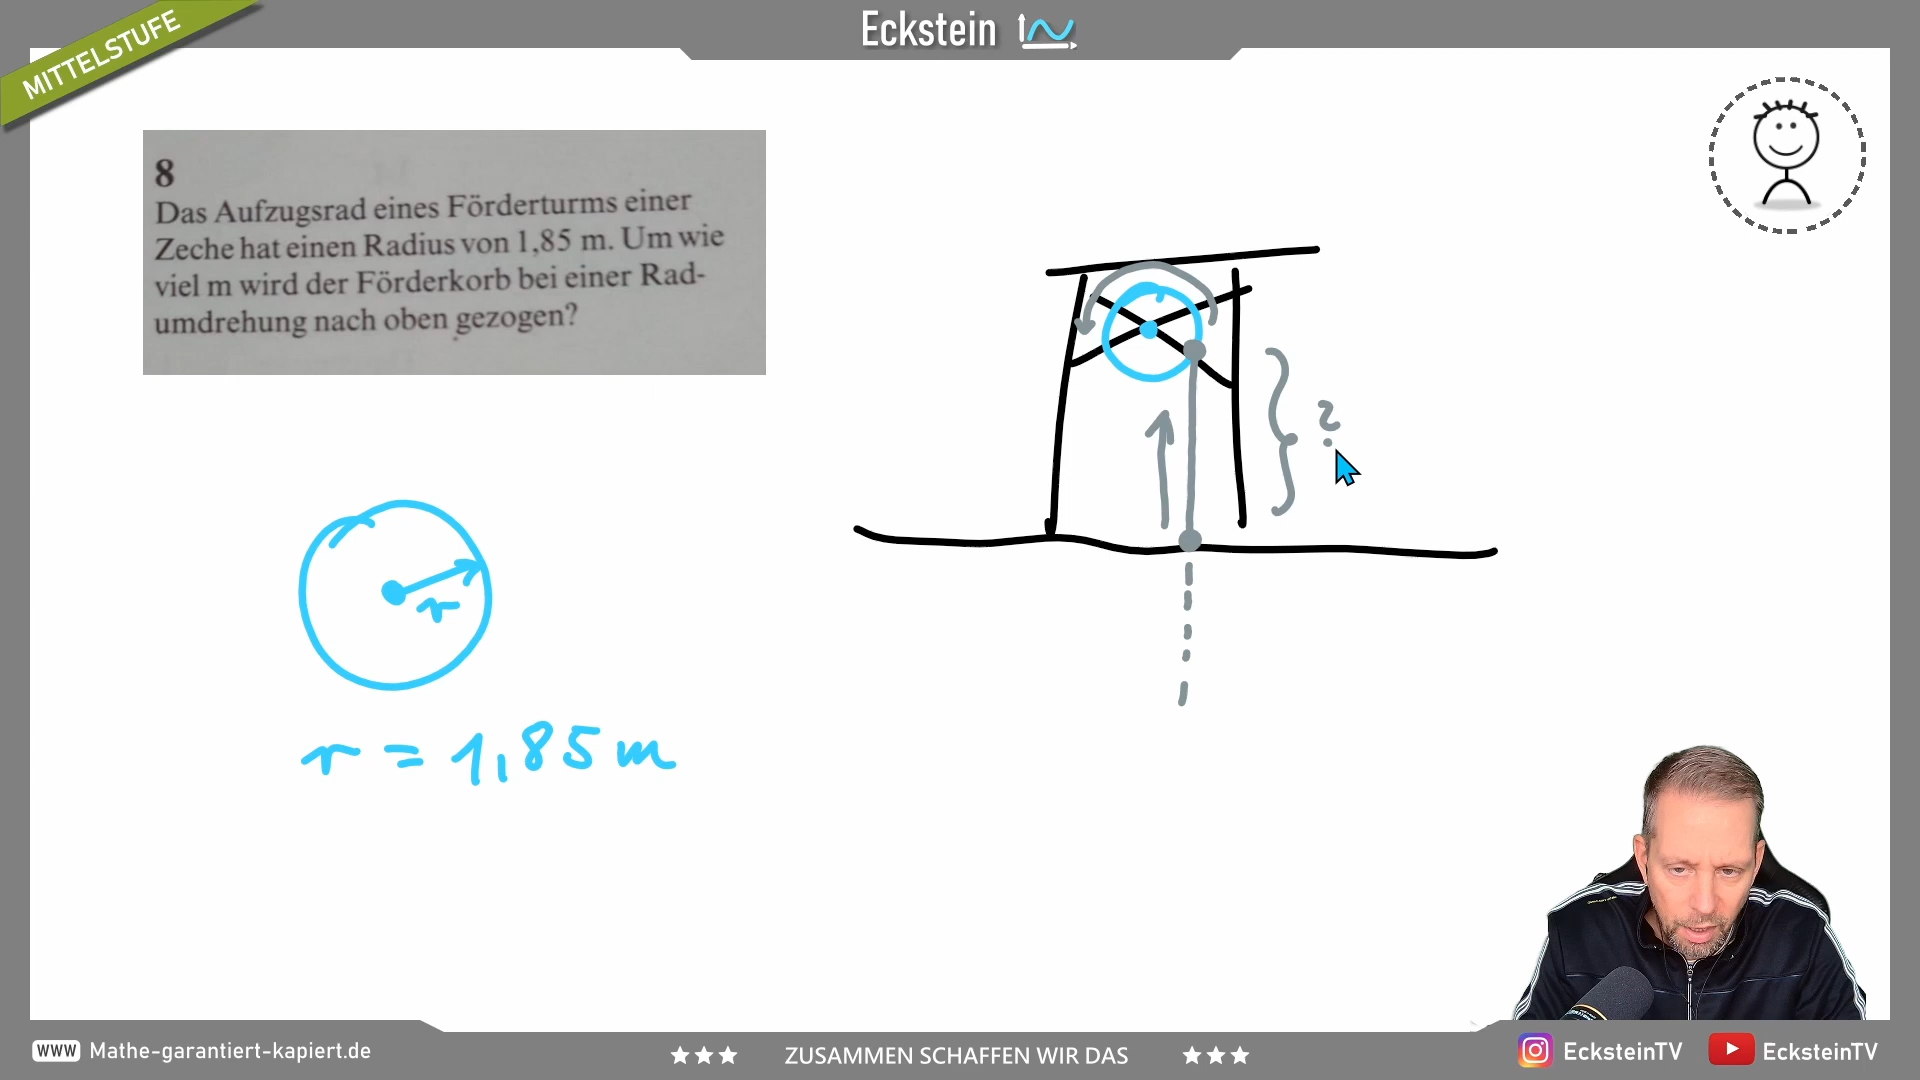 MITTELSTUFE
Eckstein
8
Das Aufzugsrad eines Förderturms einer
Zeche hat einen Radius von 1,85 m. Um wie
viel m wird der Förderkorb bei einer Rad-
umdrehung nach oben gezogen?
?
r
r = 1,85 m
www Mathe-garantiert-kapiert.de
ZUSAMMEN SCHAFFEN WIR DAS
EcksteinTV
EcksteinTV